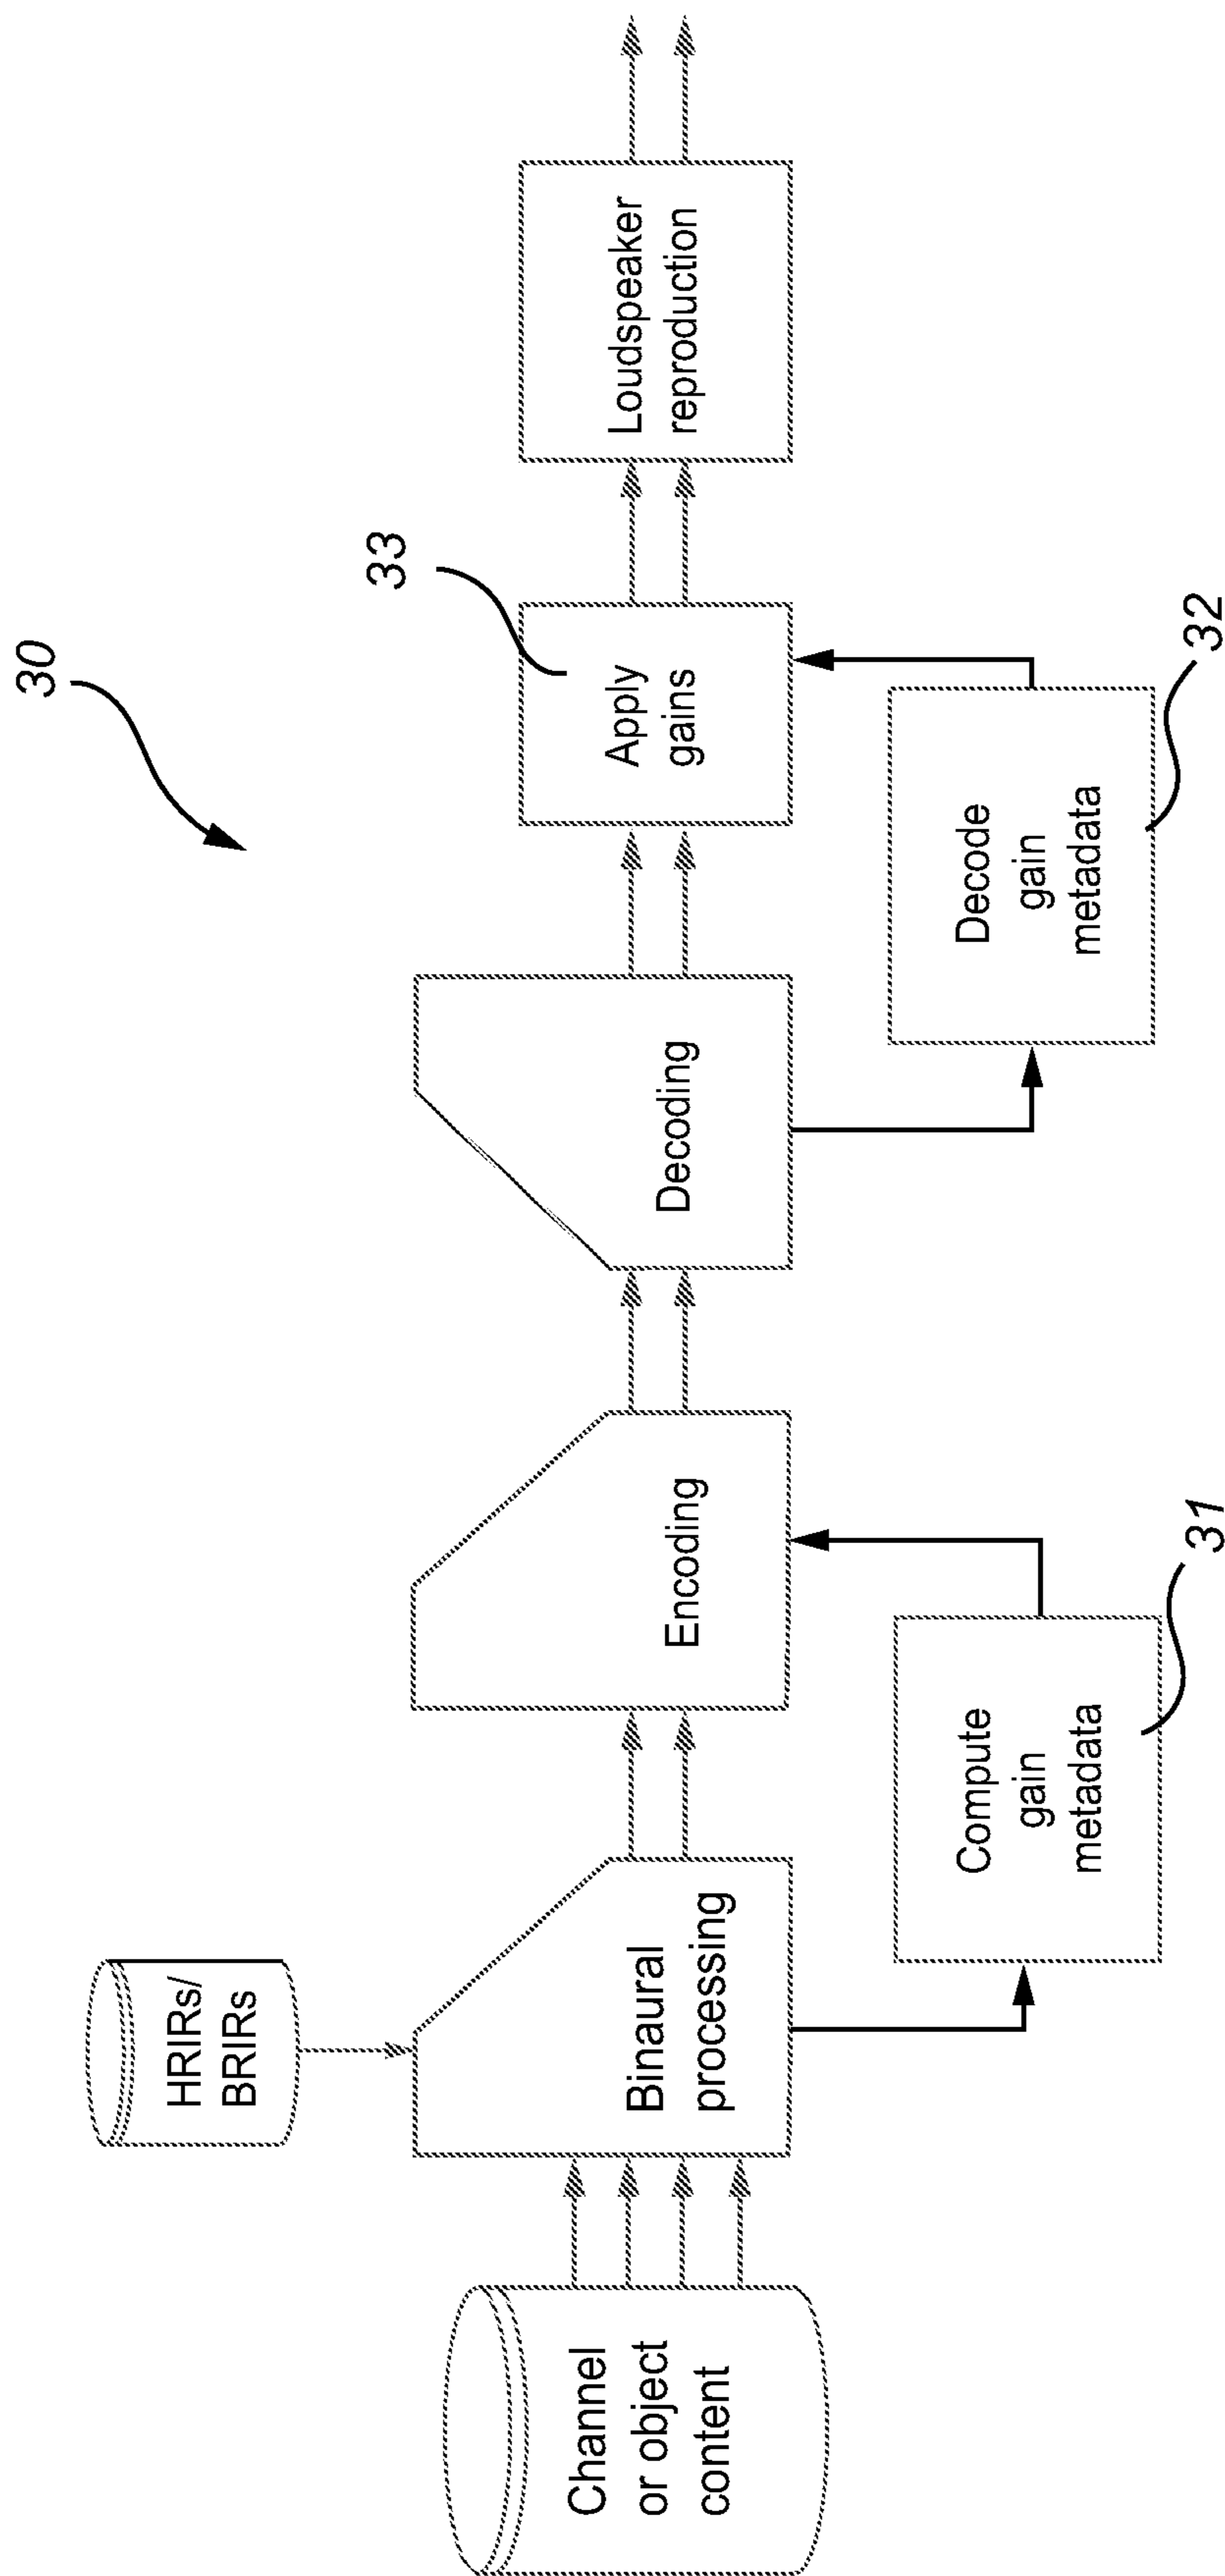 30
HRIRs/
BRIRs
33
Channel
or object
content
Binaural
processing
Encoding
Decoding
Apply
gains
Loudspeaker
reproduction
Compute
gain
metadata
31
Decode
gain
metadata
32